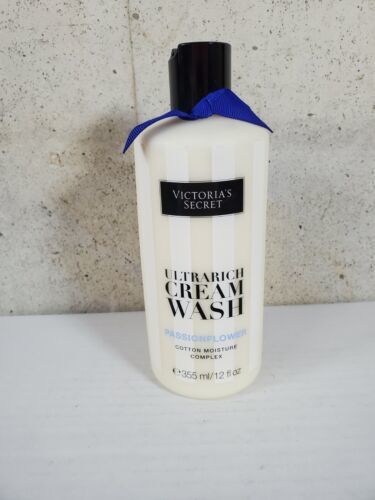 VICTORIA'S
SECRET
ULTRARICH
CREAM
WASH
PASSIONFLOWER
COTTON MOISTURE
COMPLEX
℮355 ml/12 fl oz